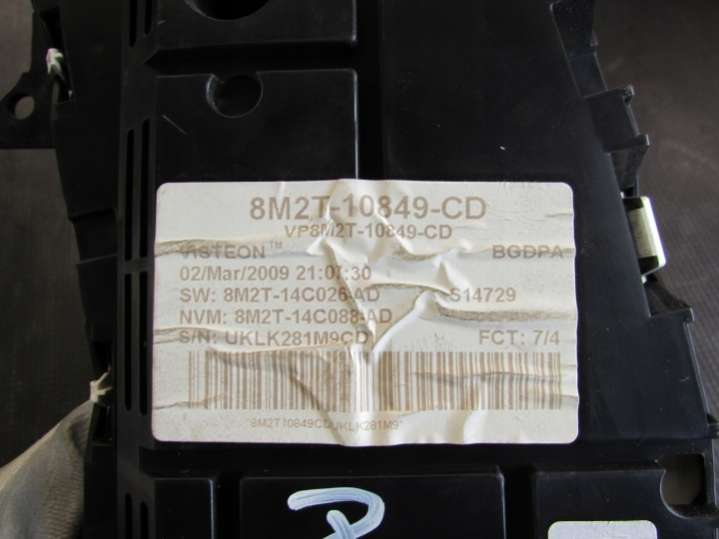 8M2T-10849-CD
VP8M2T-10849-CD
VISTEON™ BGDPA
02/Mar/2009 21:07:30
SW: 8M2T-14C026-AD S14729
NVM: 8M2T-14C088-AD
S/N: UKLK281M9CD FCT: 7/4
*8M2T10849CDUKLK281M9*